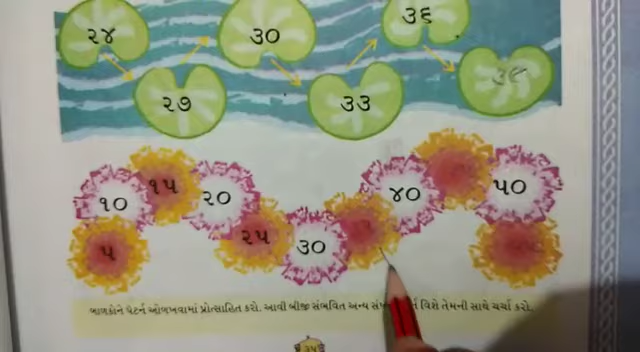 ૨૪ ૩૦ ૩૬
૨૭ ૩૩ ૩૯
૧૦ ૧૫ ૨૦ ૪૦ ૫૦
૫ ૨૫ ૩૦
બાળકોને પેટર્ન ઓળખવામાં પ્રોત્સાહિત કરો. આવી બીજી સંભવિત અન્ય વિશે તેમની સાથે ચર્ચા કરો.